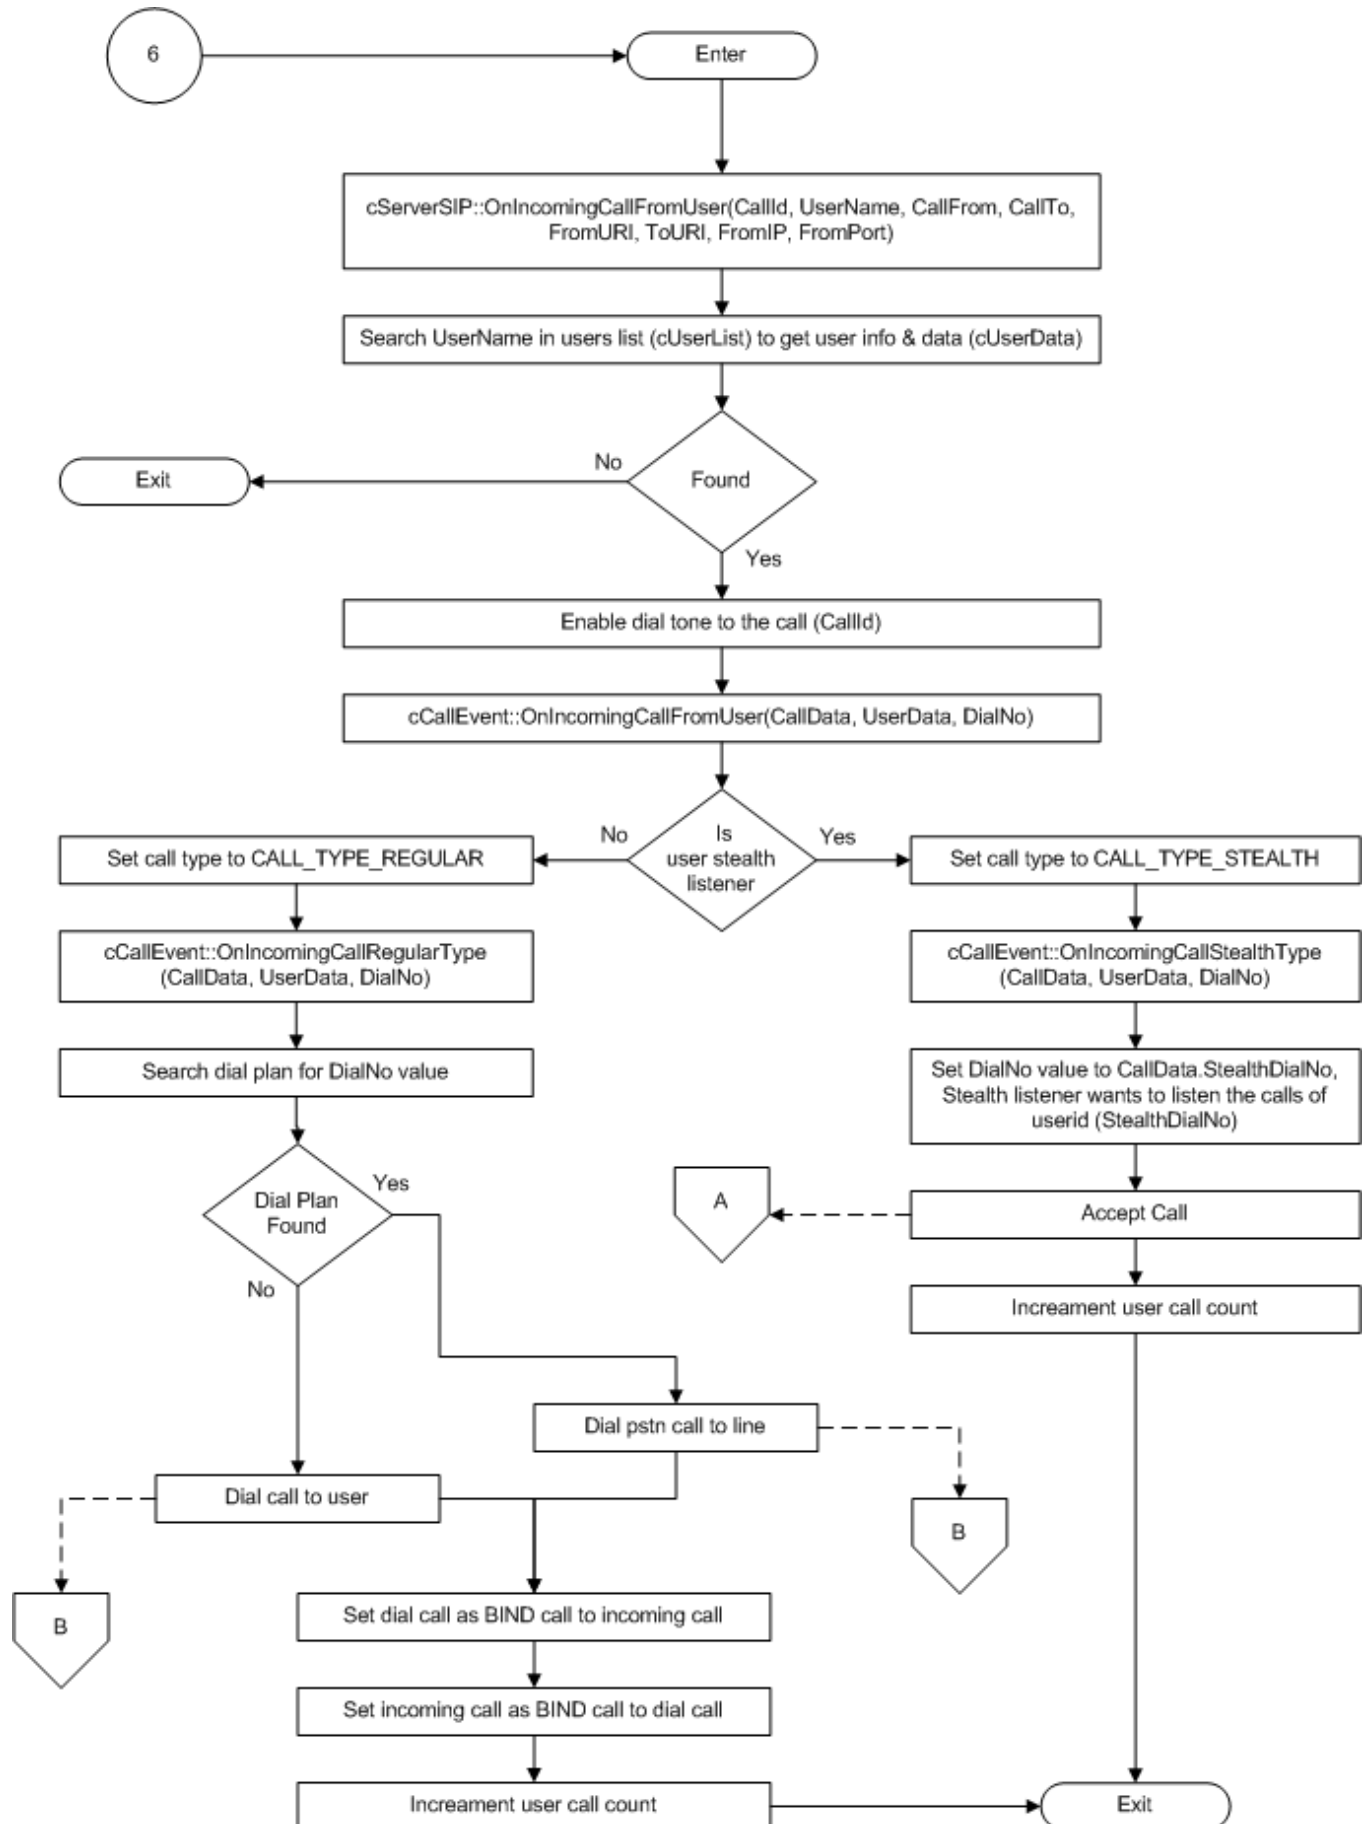 6
Enter
cServerSIP::OnIncomingCallFromUser(CallId, UserName, CallFrom, CallTo,
FromURI, ToURI, FromIP, FromPort)
Search UserName in users list (cUserList) to get user info & data (cUserData)
No
Exit
Found
Yes
Enable dial tone to the call (CallId)
cCallEvent::OnIncomingCallFromUser(CallData, UserData, DialNo)
No
Is
user stealth
listener
Yes
Set call type to CALL_TYPE_REGULAR
Set call type to CALL_TYPE_STEALTH
cCallEvent::OnIncomingCallRegularType
(CallData, UserData, DialNo)
cCallEvent::OnIncomingCallStealthType
(CallData, UserData, DialNo)
Search dial plan for DialNo value
Set DialNo value to CallData.StealthDialNo,
Stealth listener wants to listen the calls of
userid (StealthDialNo)
Yes
Dial Plan
Found
A
Accept Call
No
Increament user call count
Dial pstn call to line
Dial call to user
B
B
Set dial call as BIND call to incoming call
Set incoming call as BIND call to dial call
Increament user call count
Exit